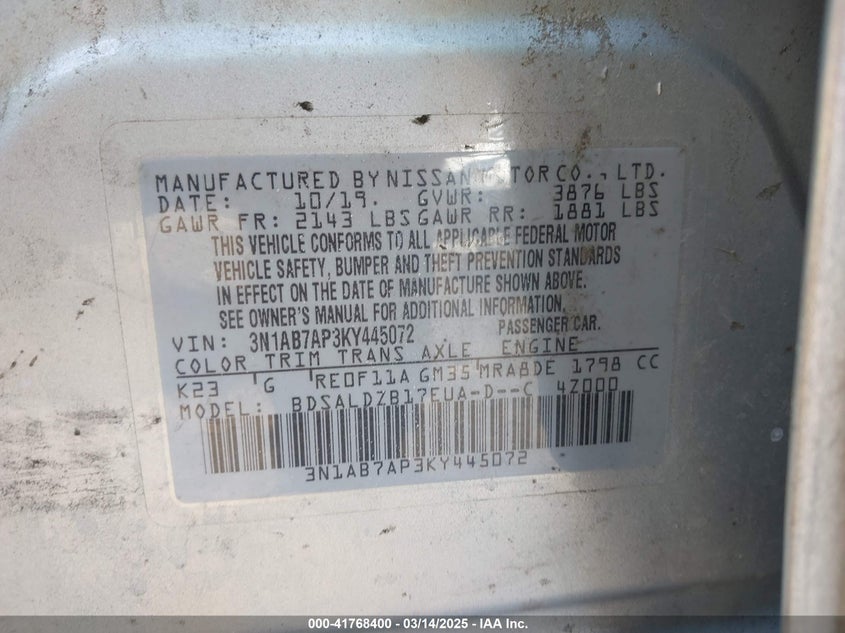 MANUFACTURED BY NISSAN MOTOR CO., LTD.
DATE: 10/19. GVWR: 3876 LBS
GAWR FR: 2143 LBS GAWR RR: 1881 LBS
THIS VEHICLE CONFORMS TO ALL APPLICABLE FEDERAL MOTOR
VEHICLE SAFETY, BUMPER AND THEFT PREVENTION STANDARDS
IN EFFECT ON THE DATE OF MANUFACTURE SHOWN ABOVE.
SEE OWNER'S MANUAL FOR ADDITIONAL INFORMATION.
VIN: 3N1AB7AP3KY445072 PASSENGER CAR.
COLOR TRIM TRANS AXLE ENGINE
K23 G RE0F11A GM35 MRA8DE 1798 CC
MODEL: BDSALDZB17EUA-D--C 4Z000
3N1AB7AP3KY445072
000-41768400 - 03/14/2025 - IAA Inc.